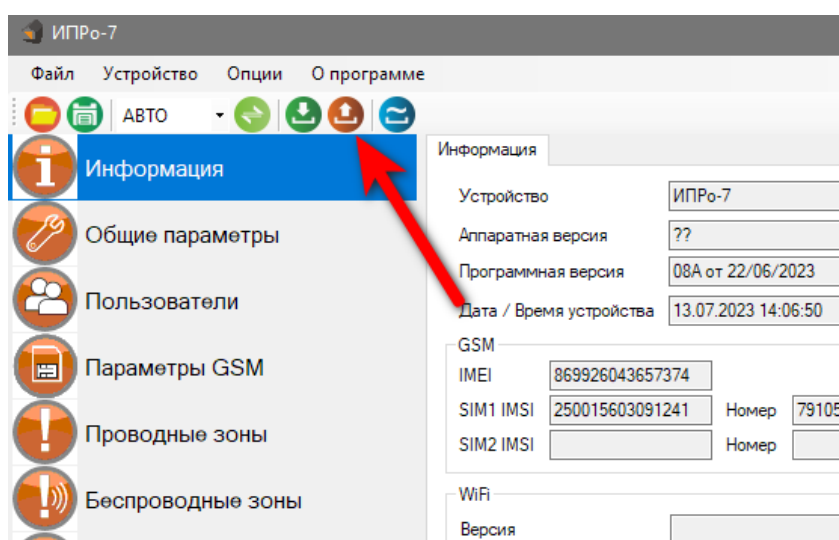 ИПРо-7
Файл Устройство Опции О программе
АВТО
Информация
Общие параметры
Пользователи
Параметры GSM
Проводные зоны
Беспроводные зоны
Информация
Устройство ИПРо-7
Аппаратная версия ??
Программная версия 08A от 22/06/2023
Дата / Время устройства 13.07.2023 14:06:50
GSM
IMEI 869926043657374
SIM1 IMSI 250015603091241 Номер 79105
SIM2 IMSI Номер
WiFi
Версия